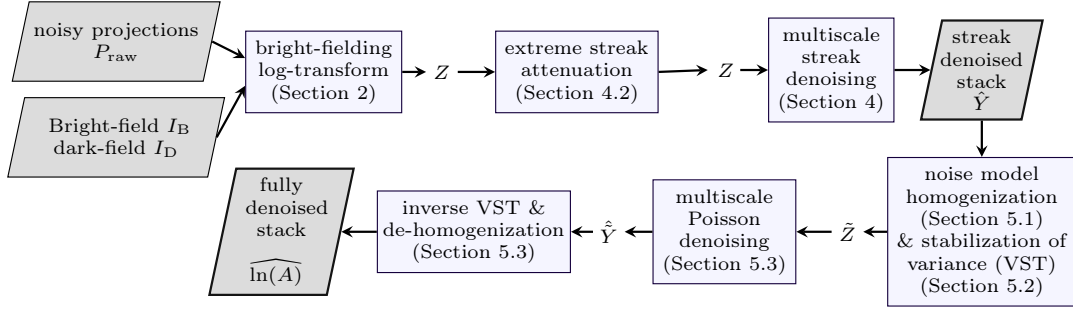 noisy projections
P_raw
Bright-field I_B
dark-field I_D
bright-fielding
log-transform
(Section 2)
Z
extreme streak
attenuation
(Section 4.2)
Z
multiscale
streak
denoising
(Section 4)
streak
denoised
stack
Ŷ
noise model
homogenization
(Section 5.1)
& stabilization of
variance (VST)
(Section 5.2)
Z̃
multiscale
Poisson
denoising
(Section 5.3)
Ỹ̂
inverse VST &
de-homogenization
(Section 5.3)
fully
denoised
stack
\widehat{ln(A)}